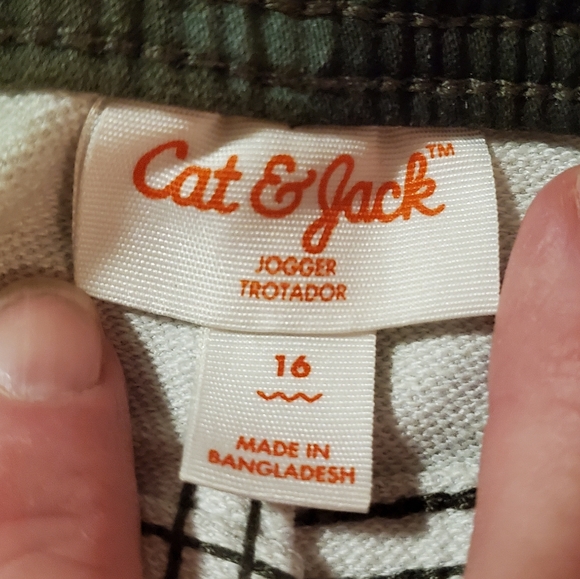 Cat & Jack™
JOGGER
TROTADOR
16
MADE IN
BANGLADESH